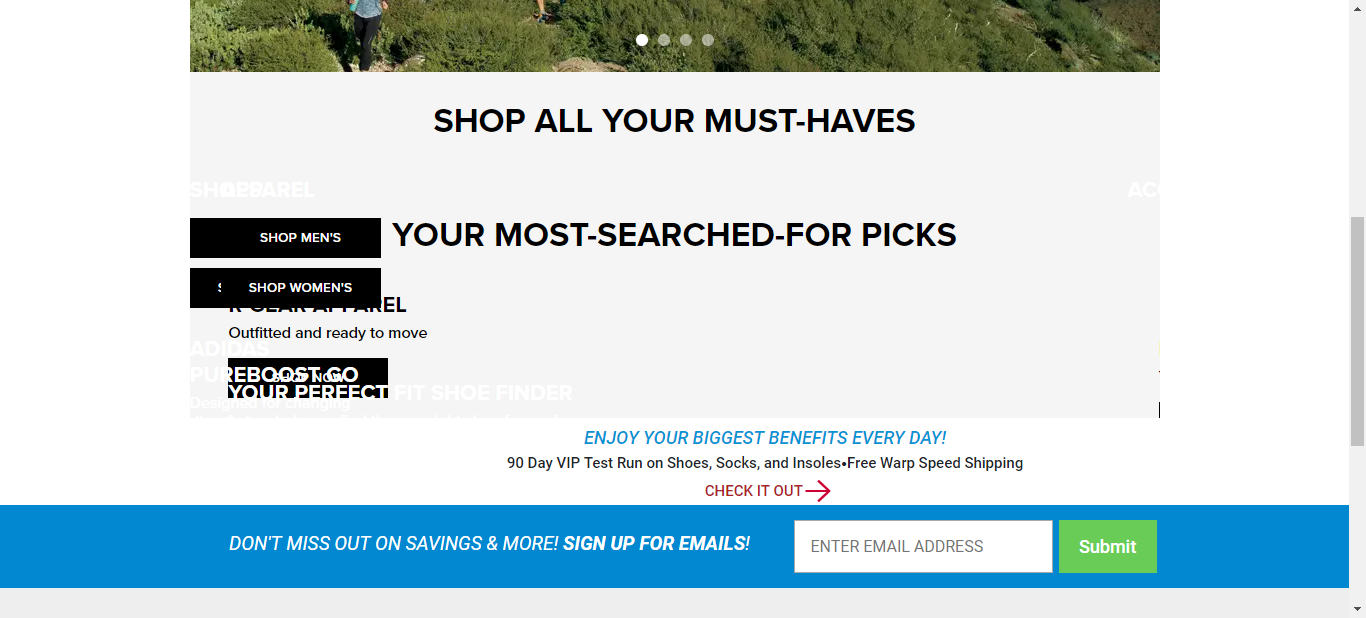 SHOP ALL YOUR MUST-HAVES
APPAREL
SHOP MEN'S
YOUR MOST-SEARCHED-FOR PICKS
SHOP WOMEN'S
R-GEAR APPAREL
Outfitted and ready to move
ADIDAS
PUREBOOST GO
SHOP NOW
YOUR PERFECT FIT SHOE FINDER
Designed for changing
ENJOY YOUR BIGGEST BENEFITS EVERY DAY!
90 Day VIP Test Run on Shoes, Socks, and Insoles•Free Warp Speed Shipping
CHECK IT OUT
DON'T MISS OUT ON SAVINGS & MORE! SIGN UP FOR EMAILS!
ENTER EMAIL ADDRESS
Submit